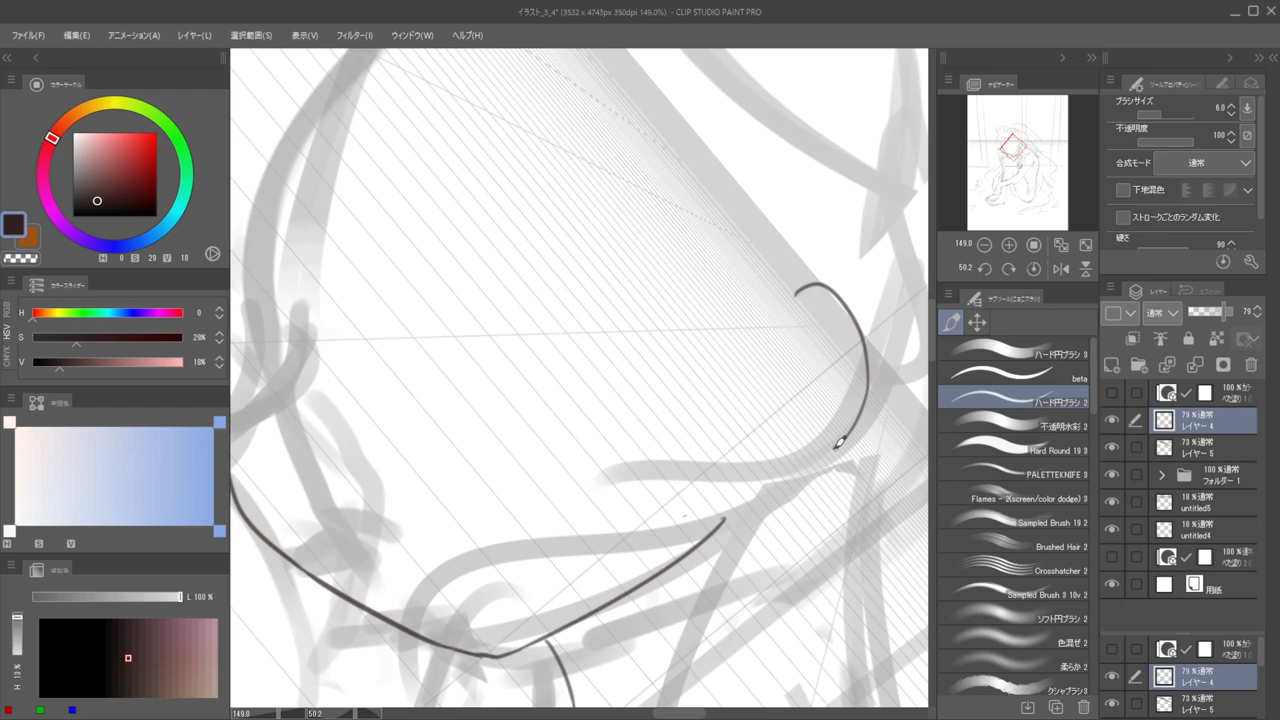 イラスト_3_4* (3532 x 4743px 350dpi 149.0%) - CLIP STUDIO PAINT PRO
ファイル(F) 編集(E) アニメーション(A) レイヤー(L) 選択範囲(S) 表示(V) フィルター(I) ウィンドウ(W) ヘルプ(H)
カラーサークル
H 0 S 29 V 18
カラースライダー
RGB
HSV
CMYK
H 0
S 29%
V 18%
中間色
H S V
L 100 %
H 13 %
149.0 50.2
ナビゲーター
149.0
50.2
ハード円ブラシ 3
beta
ハード円ブラシ 2
不透明水彩 2
Hard Round 19 3
PALETTEKNIFE 3
Flames - 2(screen/color dodge) 3
Sampled Brush 19 2
Brushed Hair 2
Crosshatcher 2
Sampled Brush 3 10v 2
ソフト円ブラシ 2
色混ぜ 2
柔らか 2
クシャブラシ3
ブラシサイズ 6.0
不透明度 100
合成モード 通常
下地混色
ストロークごとのランダム変化
硬さ 90
レイヤー
通常 79
79 %通常
レイヤー 4
73 %通常
レイヤー 5
100 %通常
フォルダー 1
18 %通常
untitled5
18 %通常
untitled4
用紙
79 %通常
レイヤー 4
73 %通常
レイヤー 5